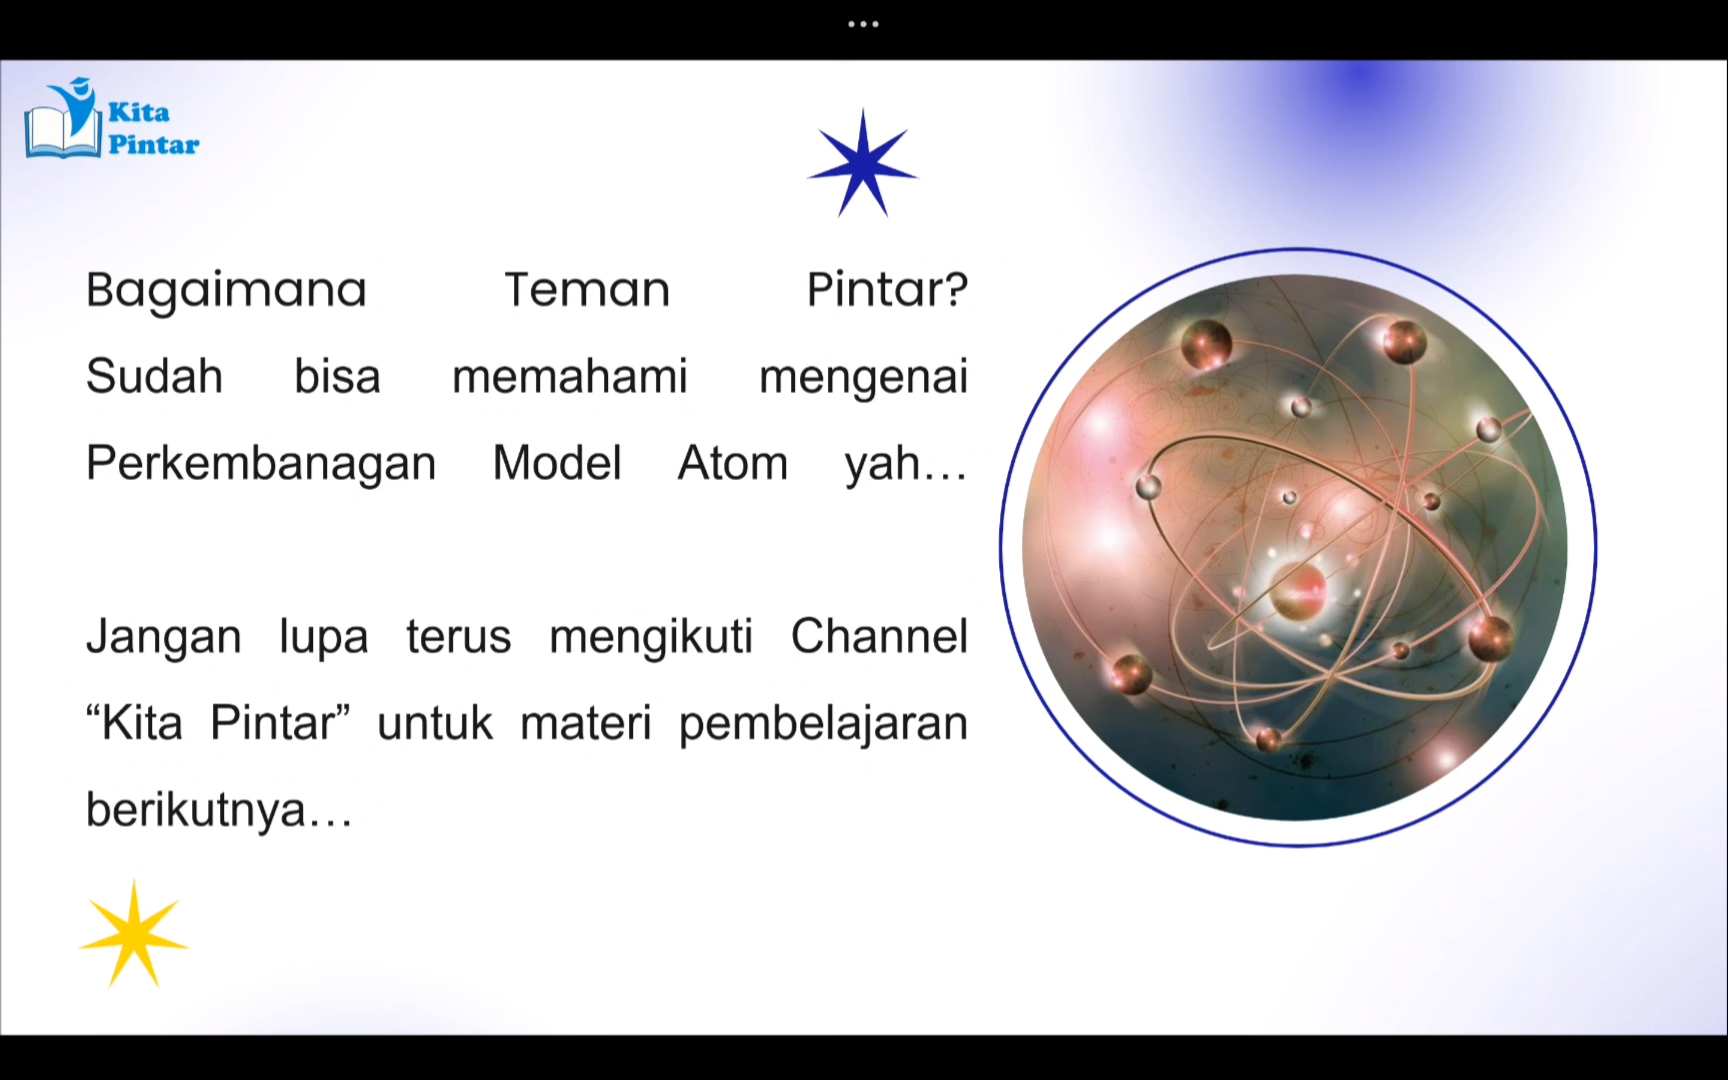 Kita
Pintar
Bagaimana Teman Pintar?
Sudah bisa memahami mengenai
Perkembanagan Model Atom yah...
Jangan lupa terus mengikuti Channel
“Kita Pintar” untuk materi pembelajaran
berikutnya...